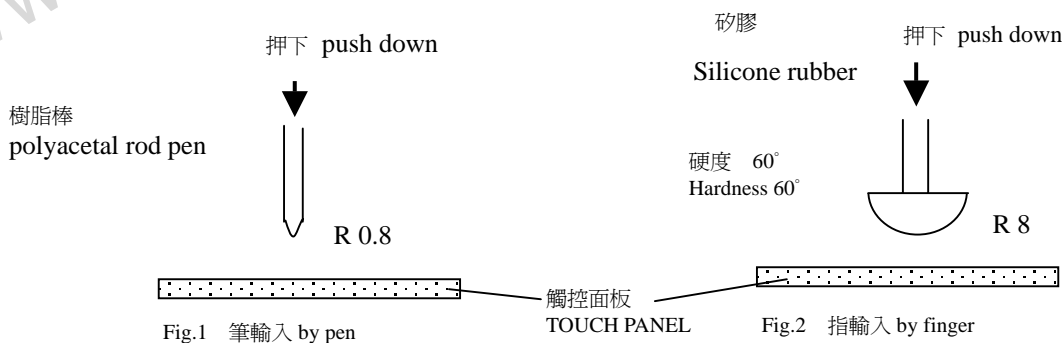 押下 push down
樹脂棒
polyacetal rod pen
R 0.8
Fig.1 筆輸入 by pen
矽膠
押下 push down
Silicone rubber
硬度 60°
Hardness 60°
R 8
觸控面板
TOUCH PANEL
Fig.2 指輸入 by finger